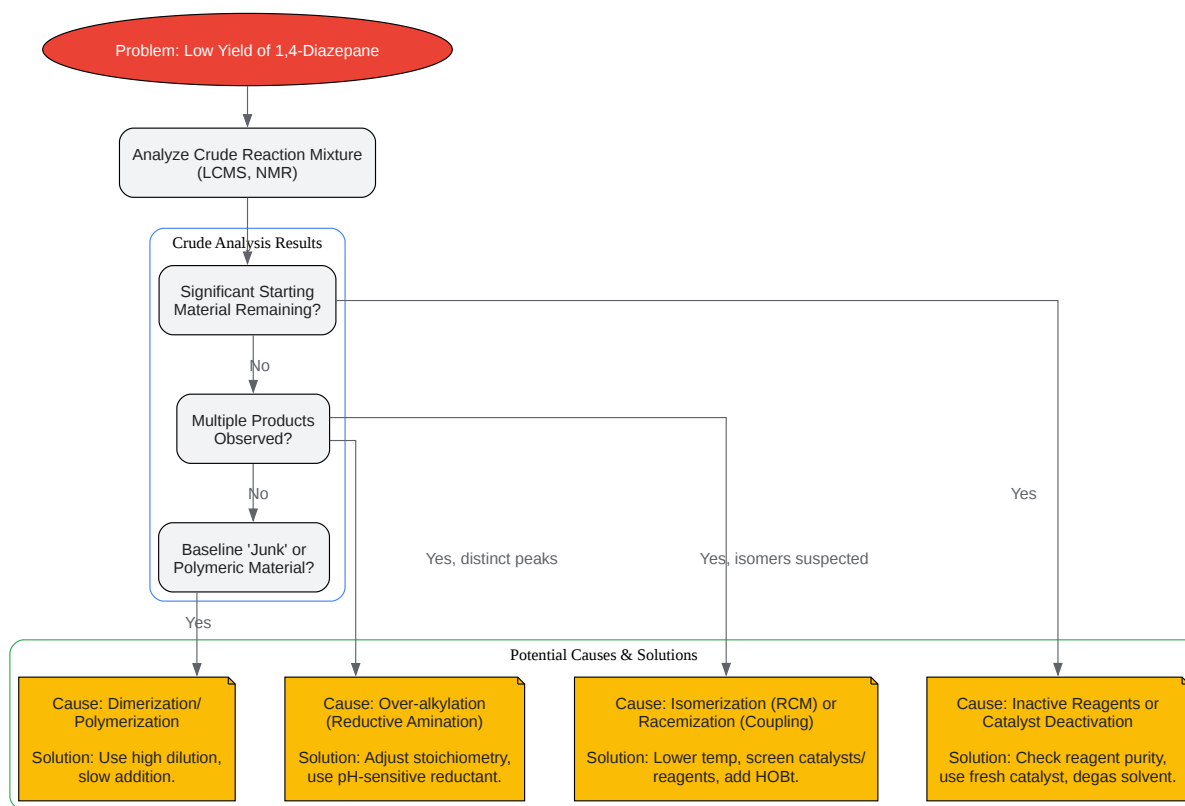 Problem: Low Yield of 1,4-Diazepane
Analyze Crude Reaction Mixture
(LCMS, NMR)
Crude Analysis Results
Significant Starting
Material Remaining?
No
Multiple Products
Observed?
No
Yes
Baseline 'Junk' or
Polymeric Material?
Yes, distinct peaks
Yes, isomers suspected
Yes
Potential Causes & Solutions
Cause: Dimerization/
Polymerization
Solution: Use high dilution,
slow addition.
Cause: Over-alkylation
(Reductive Amination)
Solution: Adjust stoichiometry,
use pH-sensitive reductant.
Cause: Isomerization (RCM) or
Racemization (Coupling)
Solution: Lower temp, screen catalysts/
reagents, add HOBt.
Cause: Inactive Reagents or
Catalyst Deactivation
Solution: Check reagent purity,
use fresh catalyst, degas solvent.